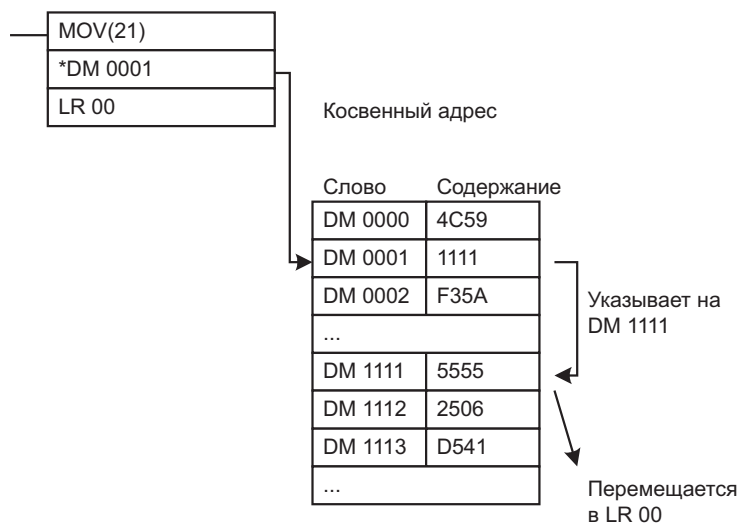 MOV(21)
*DM 0001
LR 00
Косвенный адрес
Слово Содержание
DM 0000 4C59
DM 0001 1111
DM 0002 F35A
...
DM 1111 5555
DM 1112 2506
DM 1113 D541
...
Указывает на
DM 1111
Перемещается
в LR 00